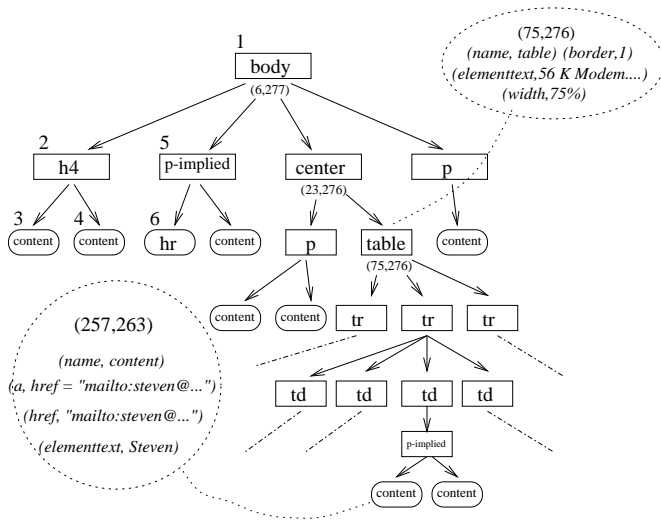 1
(75,276)
(name, table) (border,1)
(elementtext,56 K Modem....)
(width,75%)
body
(6,277)
2
5
h4
p-implied
center
p
(23,276)
3
4
6
content
content
hr
content
p
table
content
(75,276)
content
content
tr
tr
tr
(257,263)
(name, content)
(a, href = "mailto:steven@...")
(href, "mailto:steven@...")
(elementtext, Steven)
td
td
td
td
p-implied
content
content